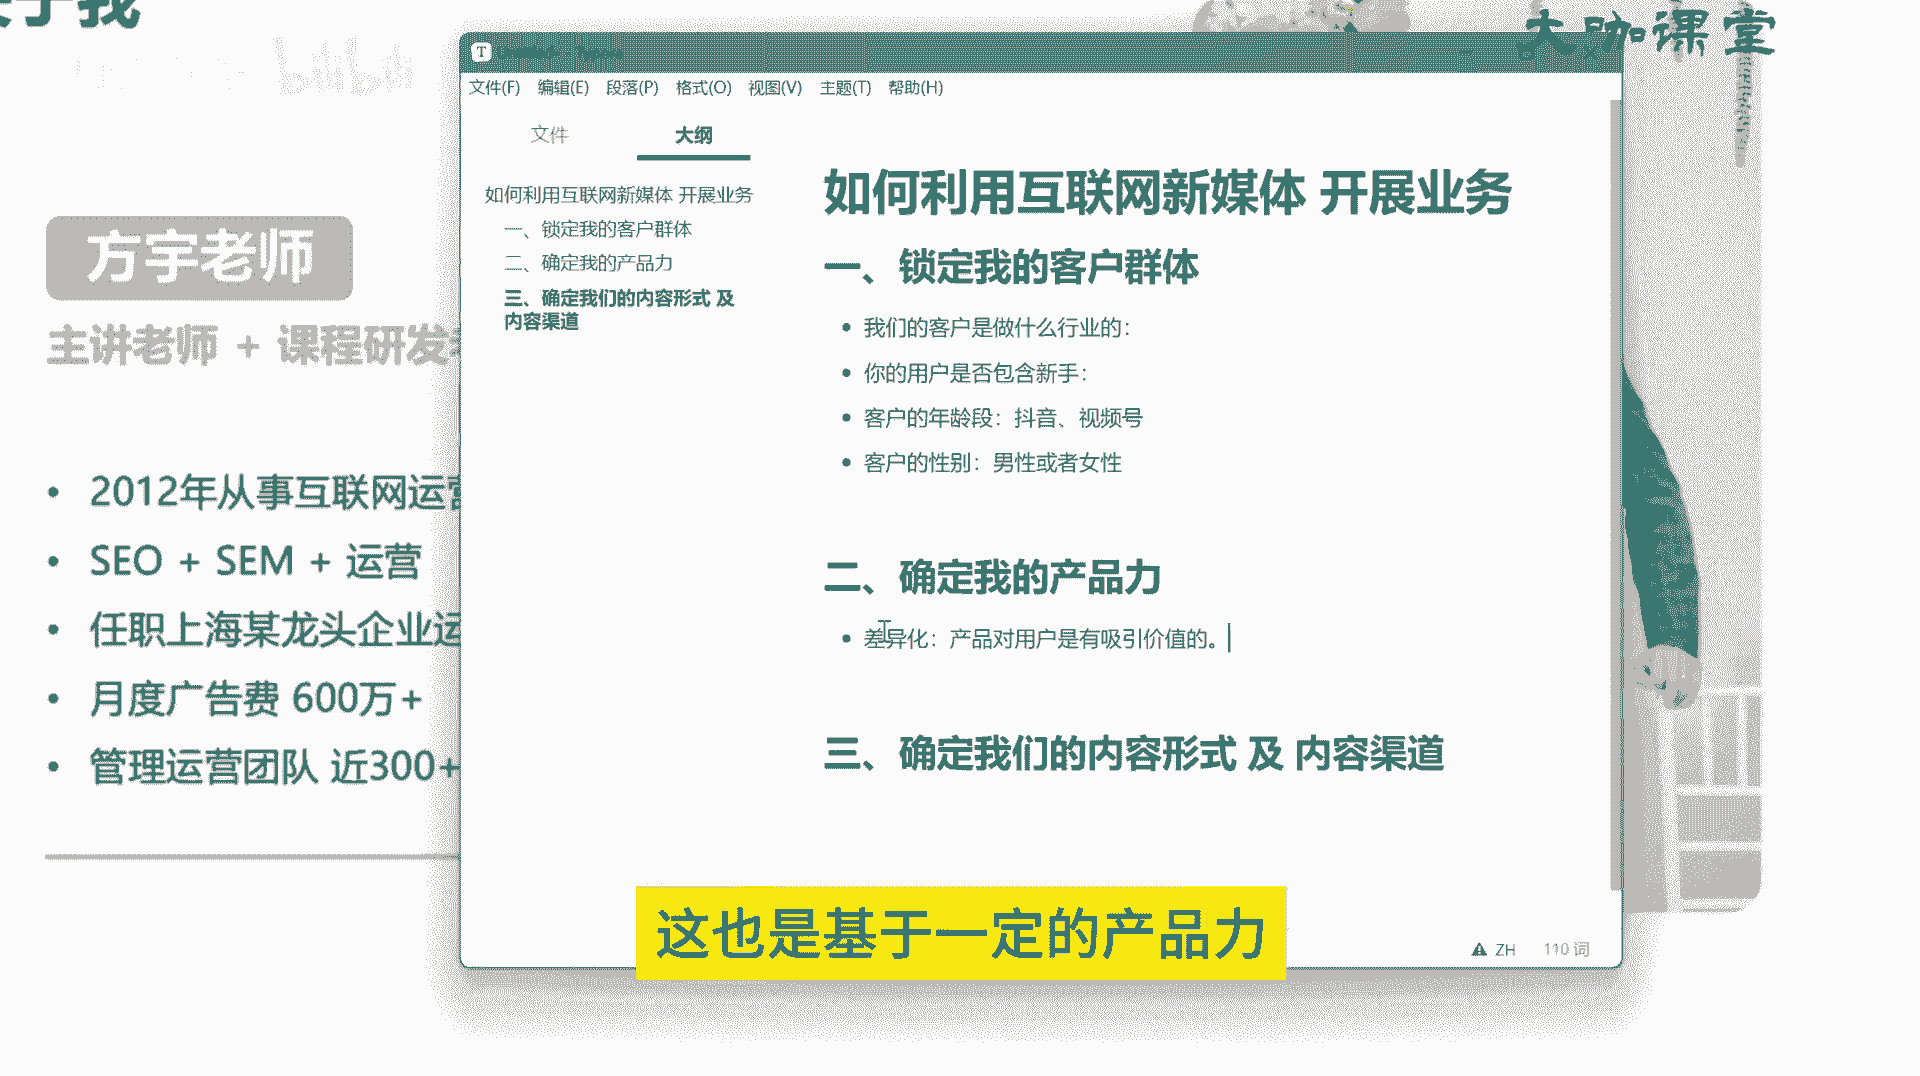 于我
bilibili
大咖课堂
方宇老师
主讲老师 + 课程研发
• 2012年从事互联网运营
• SEO + SEM + 运营
• 任职上海某龙头企业运
• 月度广告费 600万+
• 管理运营团队 近300+
T
文件(F) 编辑(E) 段落(P) 格式(O) 视图(V) 主题(T) 帮助(H)
文件 大纲
如何利用互联网新媒体 开展业务
一、锁定我的客户群体
二、确定我的产品力
三、确定我们的内容形式 及
内容渠道
如何利用互联网新媒体 开展业务
一、锁定我的客户群体
• 我们的客户是做什么行业的：
• 你的用户是否包含新手：
• 客户的年龄段：抖音、视频号
• 客户的性别：男性或者女性
二、确定我的产品力
• 差异化：产品对用户是有吸引价值的。
三、确定我们的内容形式 及 内容渠道
这也是基于一定的产品力
ZH 110 词